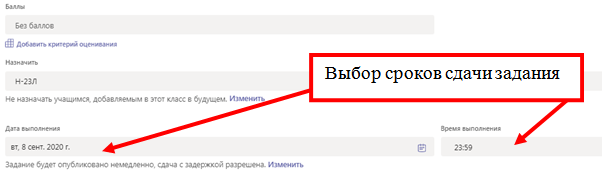 Баллы
Без баллов
Добавить критерий оценивания
Назначить
Н-23Л
Выбор сроков сдачи задания
Не назначать учащимся, добавляемым в этот класс в будущем. Изменить
Дата выполнения
Время выполнения
вт, 8 сент. 2020 г.
23:59
Задание будет опубликовано немедленно, сдача с задержкой разрешена. Изменить